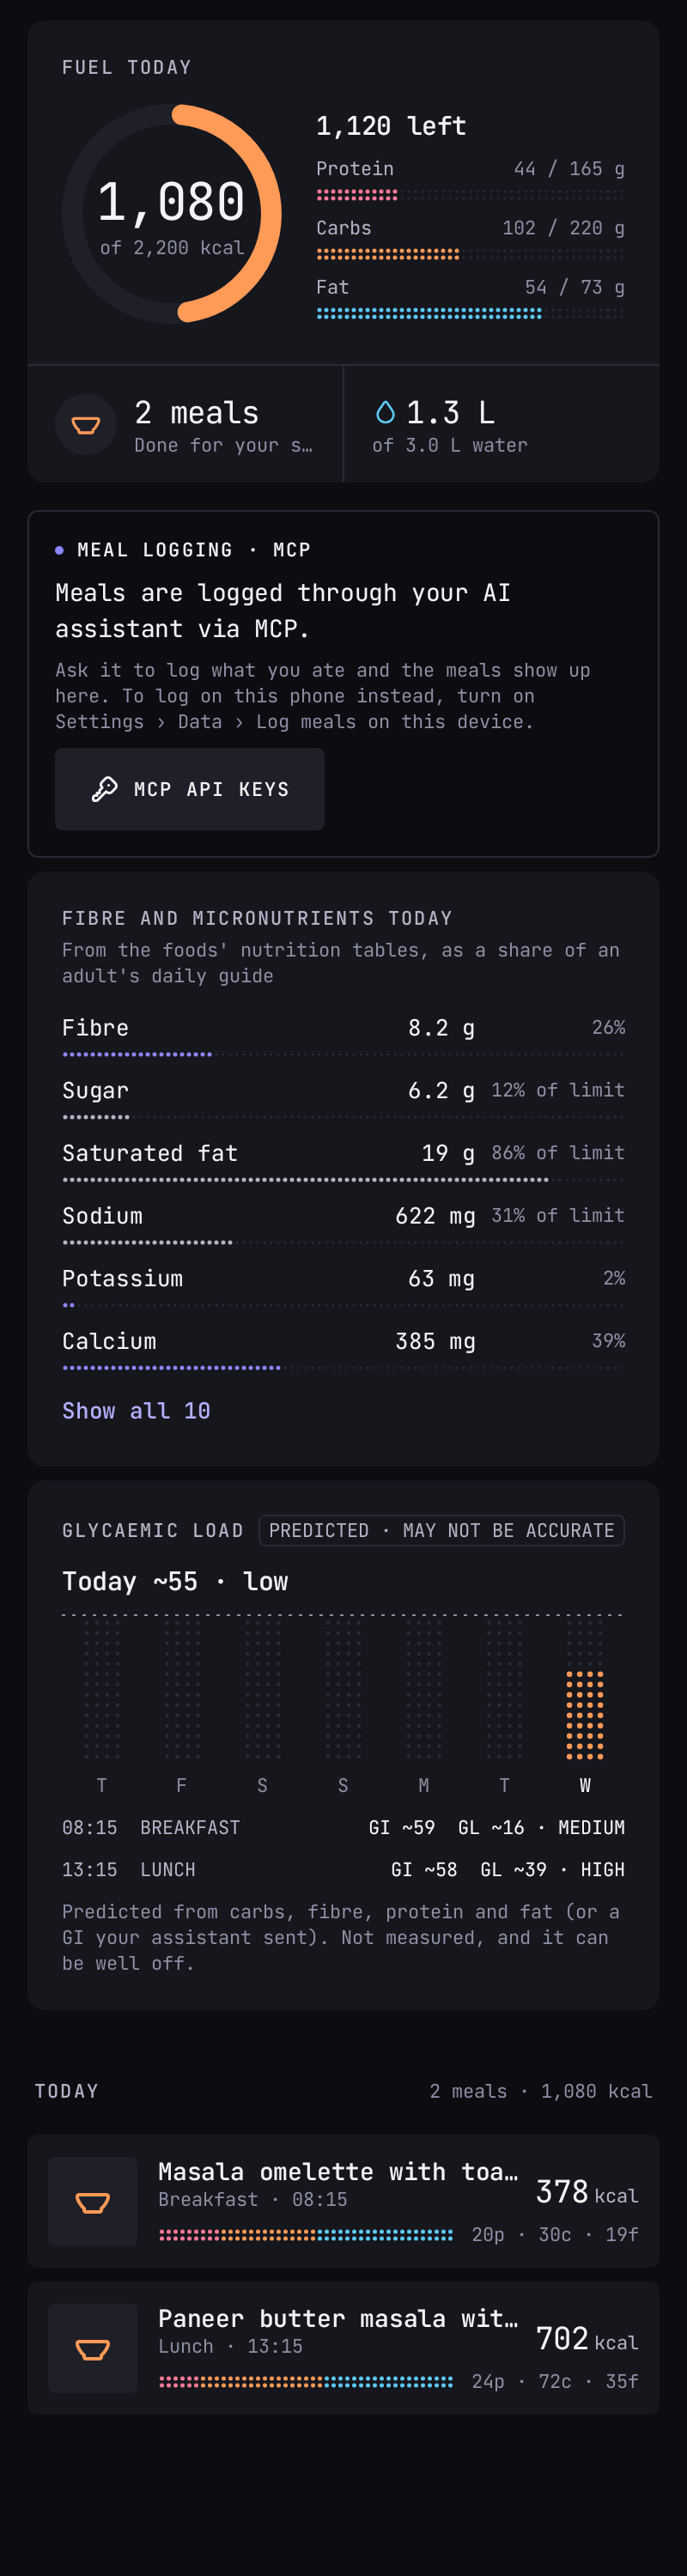 FUEL TODAY
1,080
of 2,200 kcal
1,120 left
Protein 44 / 165 g
Carbs 102 / 220 g
Fat 54 / 73 g
2 meals
Done for your s…
1.3 L
of 3.0 L water
MEAL LOGGING · MCP
Meals are logged through your AI
assistant via MCP.
Ask it to log what you ate and the meals show up
here. To log on this phone instead, turn on
Settings › Data › Log meals on this device.
MCP API KEYS
FIBRE AND MICRONUTRIENTS TODAY
From the foods' nutrition tables, as a share of an
adult's daily guide
Fibre 8.2 g 26%
Sugar 6.2 g 12% of limit
Saturated fat 19 g 86% of limit
Sodium 622 mg 31% of limit
Potassium 63 mg 2%
Calcium 385 mg 39%
Show all 10
GLYCAEMIC LOAD PREDICTED · MAY NOT BE ACCURATE
Today ~55 · low
T F S S M T W
08:15 BREAKFAST GI ~59 GL ~16 · MEDIUM
13:15 LUNCH GI ~58 GL ~39 · HIGH
Predicted from carbs, fibre, protein and fat (or a
GI your assistant sent). Not measured, and it can
be well off.
TODAY 2 meals · 1,080 kcal
Masala omelette with toa… 378 kcal
Breakfast · 08:15
20p · 30c · 19f
Paneer butter masala wit… 702 kcal
Lunch · 13:15
24p · 72c · 35f